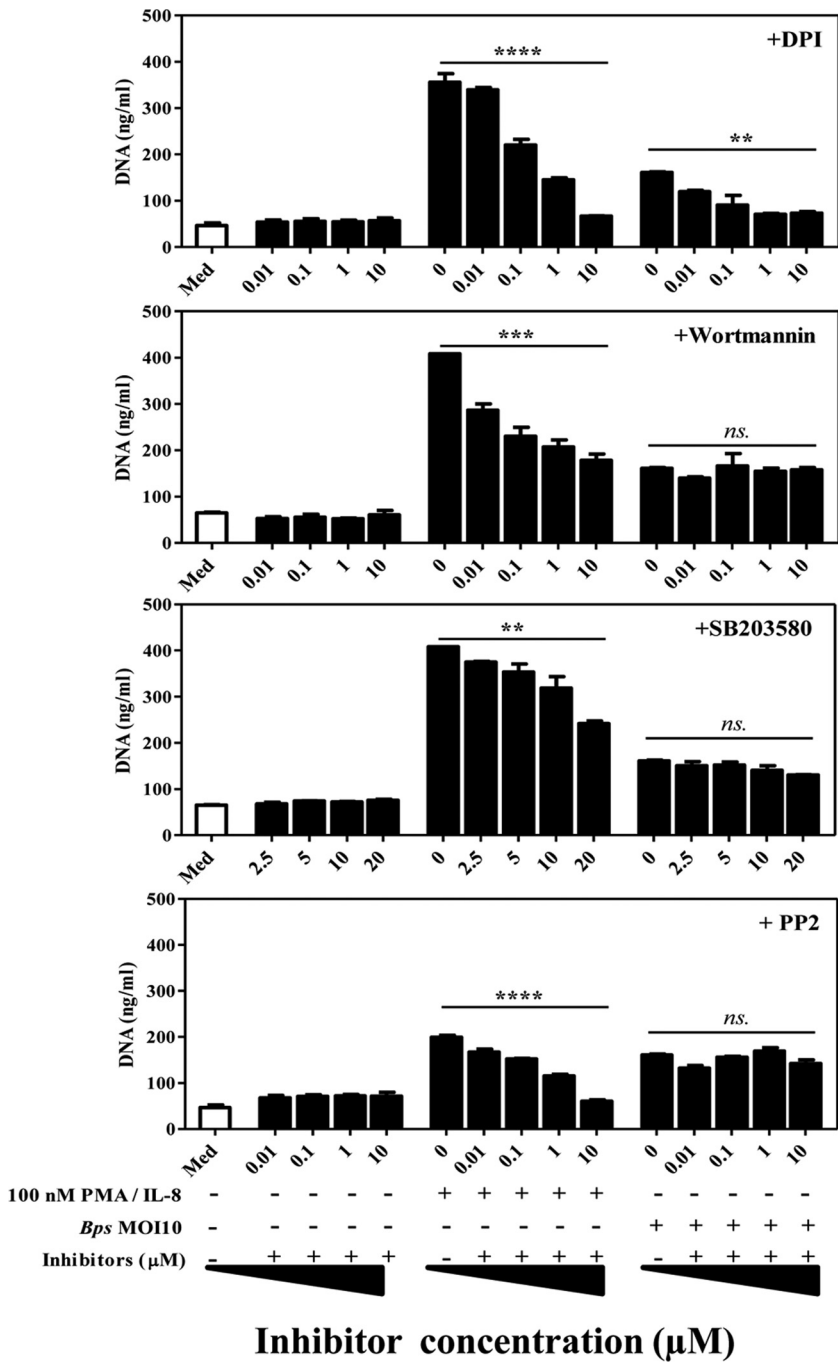 +DPI
****
**
DNA (ng/ml)
500
400
300
200
100
0
Med 0.01 0.1 1 10 0 0.01 0.1 1 10 0 0.01 0.1 1 10
+Wortmannin
***
ns.
DNA (ng/ml)
500
400
300
200
100
0
Med 0.01 0.1 1 10 0 0.01 0.1 1 10 0 0.01 0.1 1 10
+SB203580
**
ns.
DNA (ng/ml)
500
400
300
200
100
0
Med 2.5 5 10 20 0 2.5 5 10 20 0 2.5 5 10 20
+ PP2
****
ns.
DNA (ng/ml)
500
400
300
200
100
0
Med 0.01 0.1 1 10 0 0.01 0.1 1 10 0 0.01 0.1 1 10
100 nM PMA / IL-8 - - - - - + + + + + - - - - -
Bps MOI10 - - - - - - - - - - + + + + +
Inhibitors (μM) - + + + + - + + + + - + + + +
Inhibitor concentration (μM)